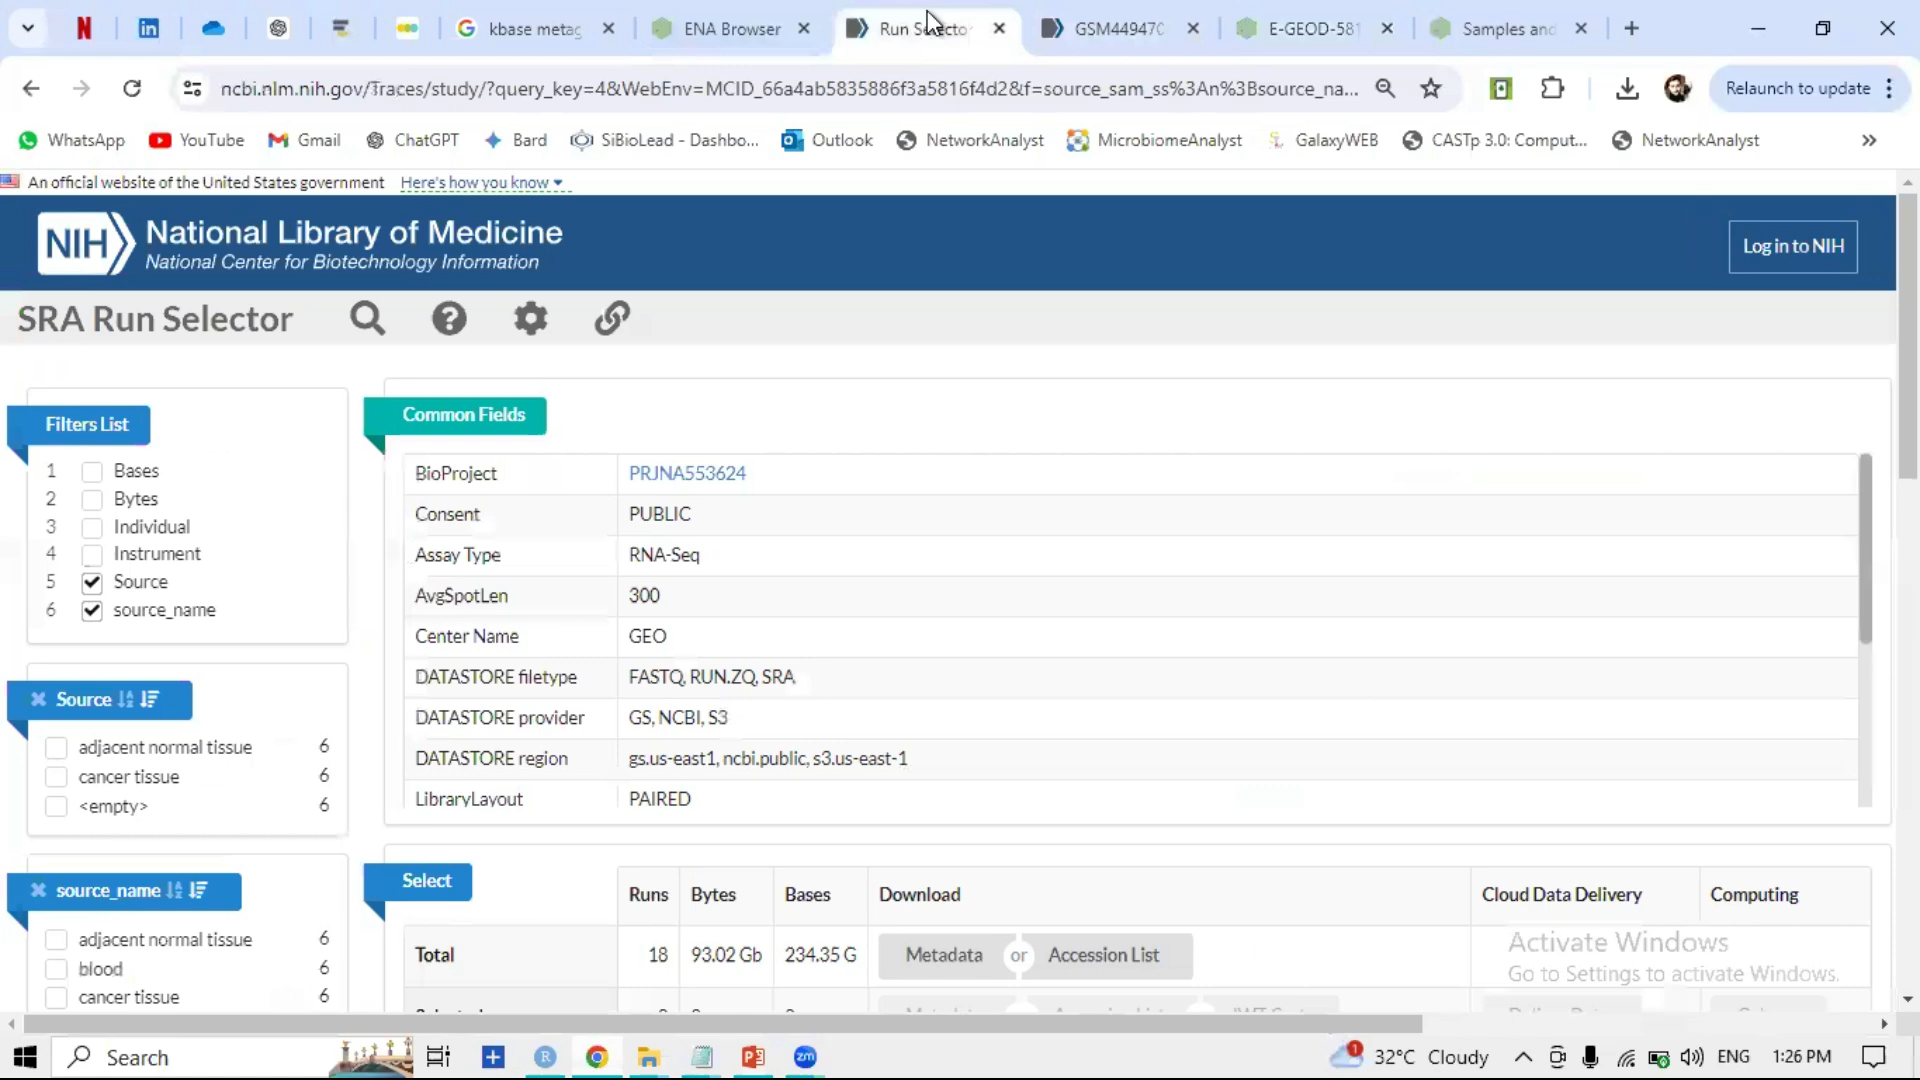 kbase metag
ENA Browser
Run Selector
GSM44947
E-GEOD-581
Samples and
ncbi.nlm.nih.gov/Traces/study/?query_key=4&WebEnv=MCID_66a4ab5835886f3a5816f4d2&f=source_sam_ss%3An%3Bsource_na...
Relaunch to update
WhatsApp
YouTube
Gmail
ChatGPT
Bard
SiBioLead - Dashbo...
Outlook
NetworkAnalyst
MicrobiomeAnalyst
GalaxyWEB
CASTp 3.0: Comput...
NetworkAnalyst
An official website of the United States government Here's how you know
NIH National Library of Medicine
National Center for Biotechnology Information
Log in to NIH
SRA Run Selector
Filters List
1 Bases
2 Bytes
3 Individual
4 Instrument
5 Source
6 source_name
Source
adjacent normal tissue 6
cancer tissue 6
<empty> 6
source_name
adjacent normal tissue 6
blood 6
cancer tissue 6
Common Fields
BioProject PRJNA553624
Consent PUBLIC
Assay Type RNA-Seq
AvgSpotLen 300
Center Name GEO
DATASTORE filetype FASTQ, RUN.ZQ, SRA
DATASTORE provider GS, NCBI, S3
DATASTORE region gs.us-east1, ncbi.public, s3.us-east-1
LibraryLayout PAIRED
Select
Runs Bytes Bases Download Cloud Data Delivery Computing
Total 18 93.02 Gb 234.35 G Metadata or Accession List
Activate Windows
Go to Settings to activate Windows.
Search
32°C Cloudy
ENG
1:26 PM